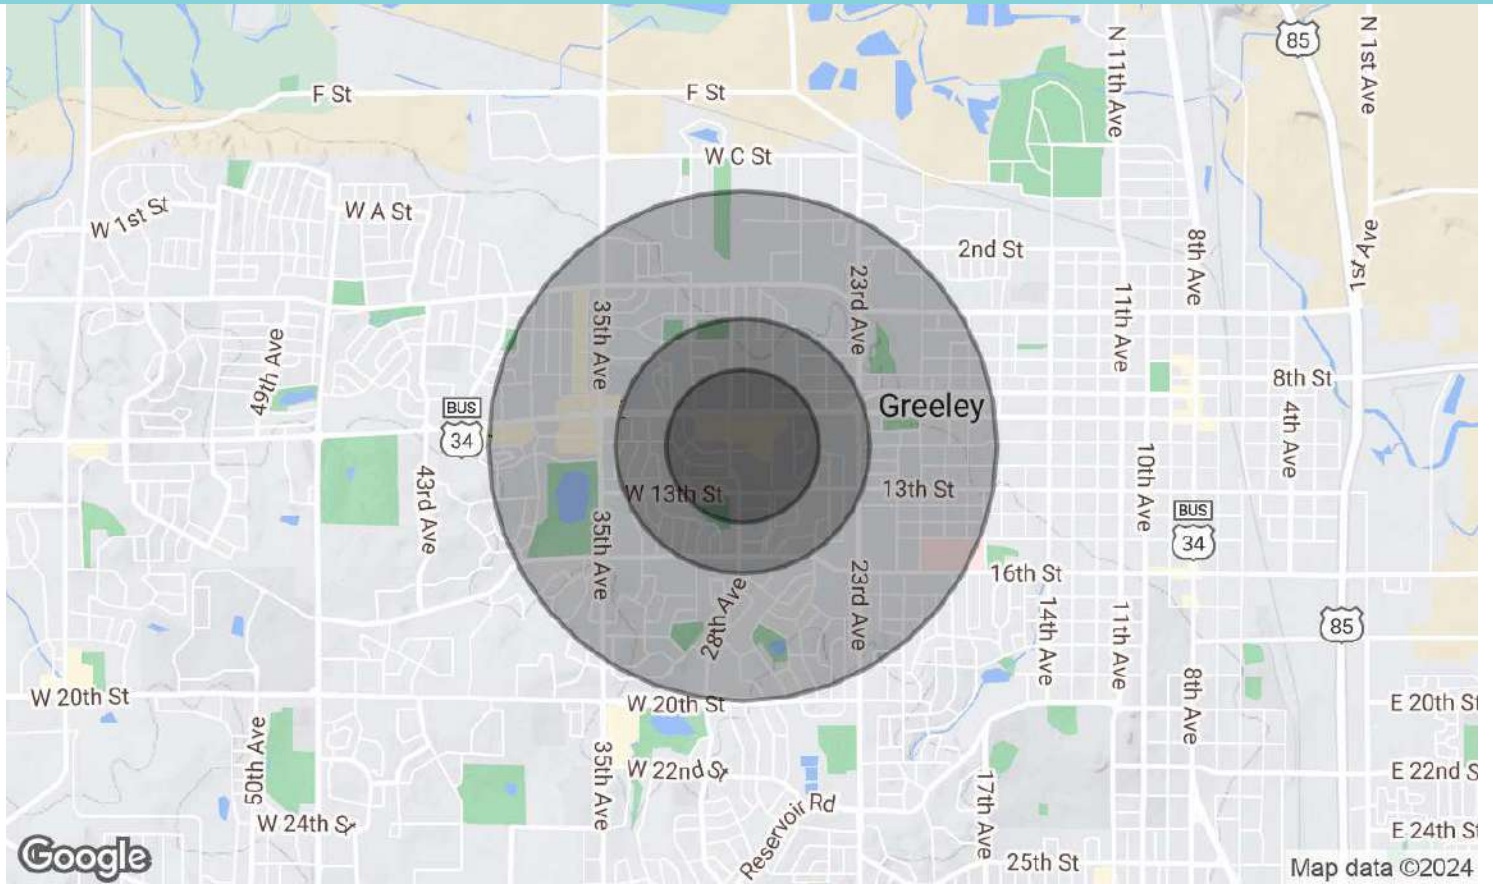 85
N 1st Ave
N 11th Ave
F St
F St
W C St
W 1st St
W A St
2nd St
8th Ave
1st Ave
23rd Ave
11th Ave
35th Ave
49th Ave
8th St
BUS
34
Greeley
4th Ave
43rd Ave
W 13th St
13th St
10th Ave
BUS
34
35th Ave
16th St
28th Ave
23rd Ave
14th Ave
11th Ave
85
W 20th St
W 20th St
8th Ave
E 20th St
50th Ave
35th Ave
W 22nd St
E 22nd S
Reservoir Rd
17th Ave
W 24th St
E 24th St
25th St
Google
Map data ©2024